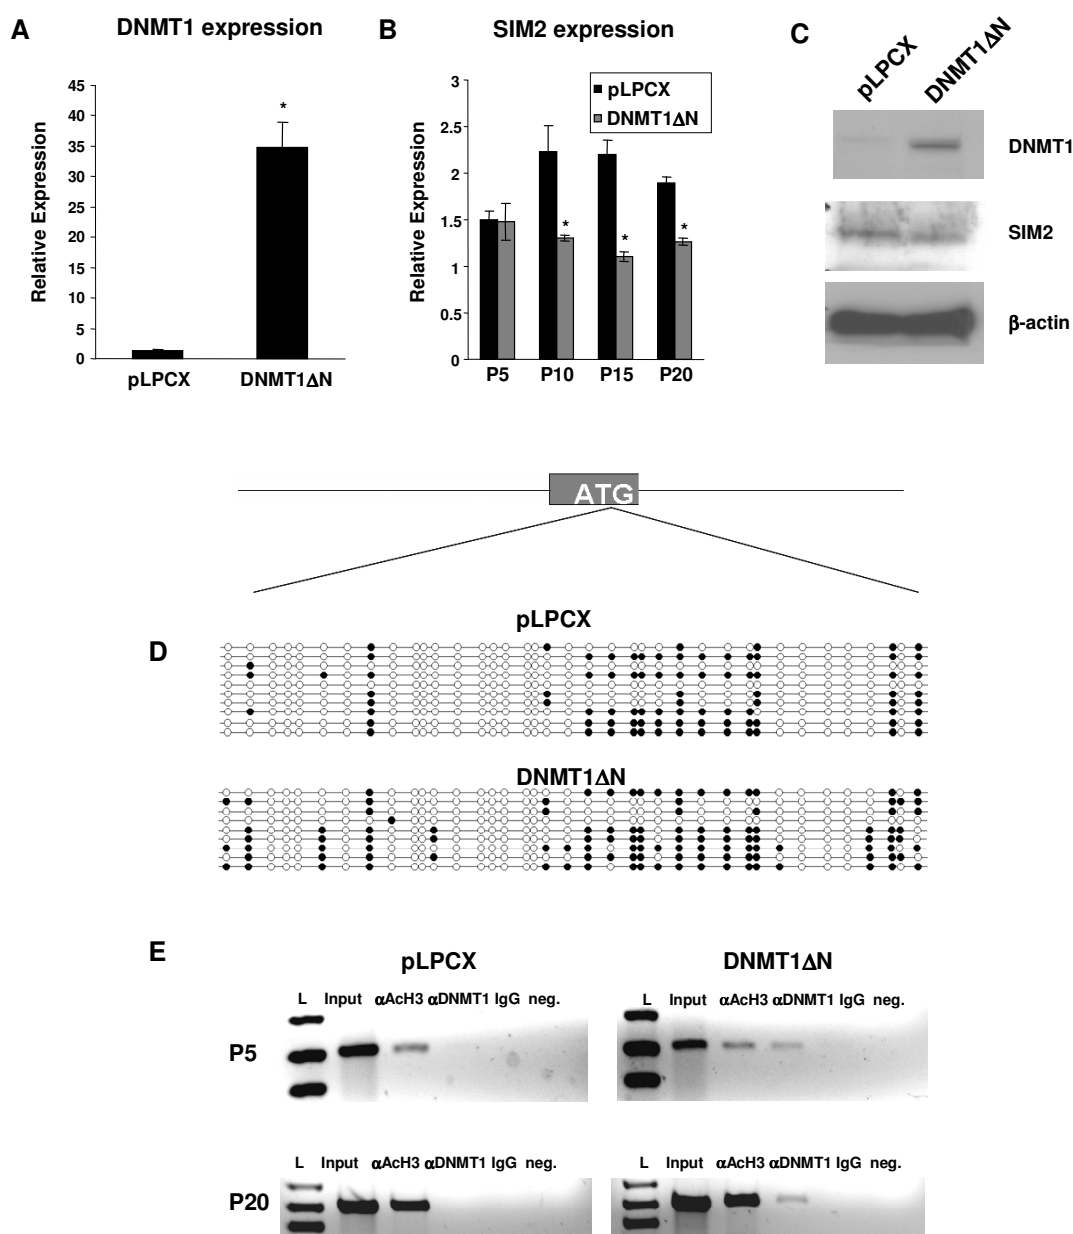 A
DNMT1 expression
45
40
35
30
25
20
15
10
5
0
Relative Expression
*
pLPCX
DNMT1ΔN
B
SIM2 expression
3
2.5
2
1.5
1
0.5
0
Relative Expression
pLPCX
DNMT1ΔN
*
*
*
P5
P10
P15
P20
C
pLPCX
DNMT1ΔN
DNMT1
SIM2
β-actin
ATG
D
pLPCX
DNMT1ΔN
E
pLPCX
DNMT1ΔN
L Input αAcH3 αDNMT1 IgG neg.
L Input αAcH3 αDNMT1 IgG neg.
P5
L Input αAcH3 αDNMT1 IgG neg.
L Input αAcH3 αDNMT1 IgG neg.
P20